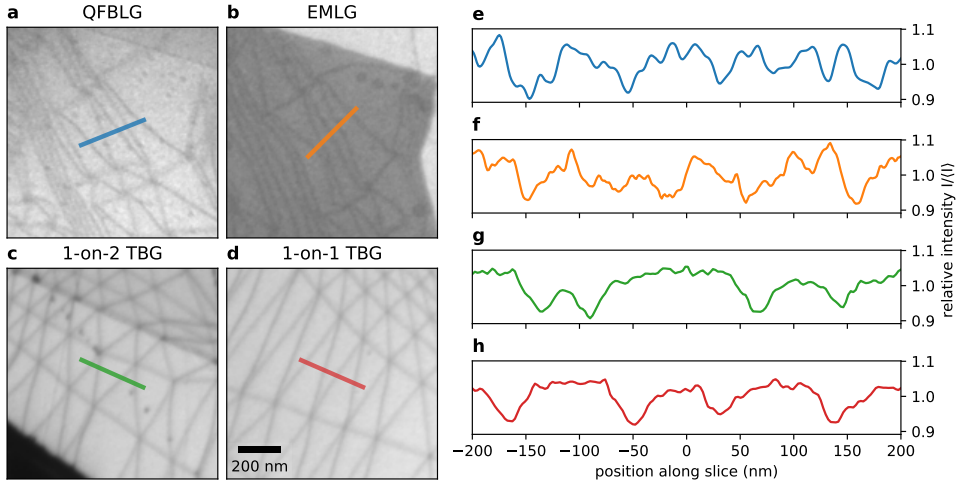 a QFBLG
b EMLG
c 1-on-2 TBG
d 1-on-1 TBG
200 nm
e
1.1
1.0
0.9
f
1.1
1.0
0.9
g
1.1
1.0
0.9
h
1.1
1.0
0.9
−200 −150 −100 −50 0 50 100 150 200
position along slice (nm)
relative intensity I/⟨I⟩